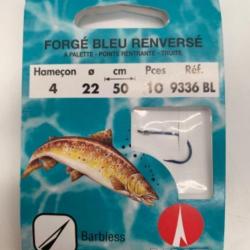 FORGÉ BLEU RENVERSÉ
A PALETTE - POINTE RENTRANTE - TRUITE
Hameçon ø cm Pces Réf.
4 22 50 10 9336 BL
Barbless